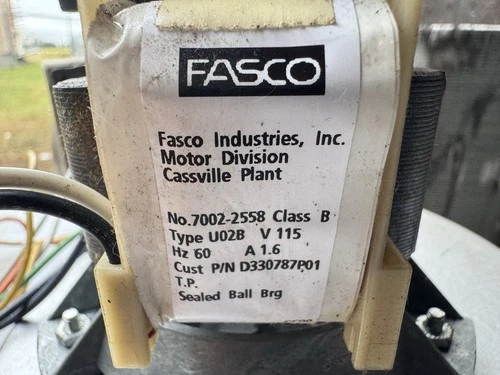 FASCO
Fasco Industries, Inc.
Motor Division
Cassville Plant
No.7002-2558 Class B
Type U02B V 115
Hz 60 A 1.6
Cust P/N D330787P01
T.P.
Sealed Ball Brg